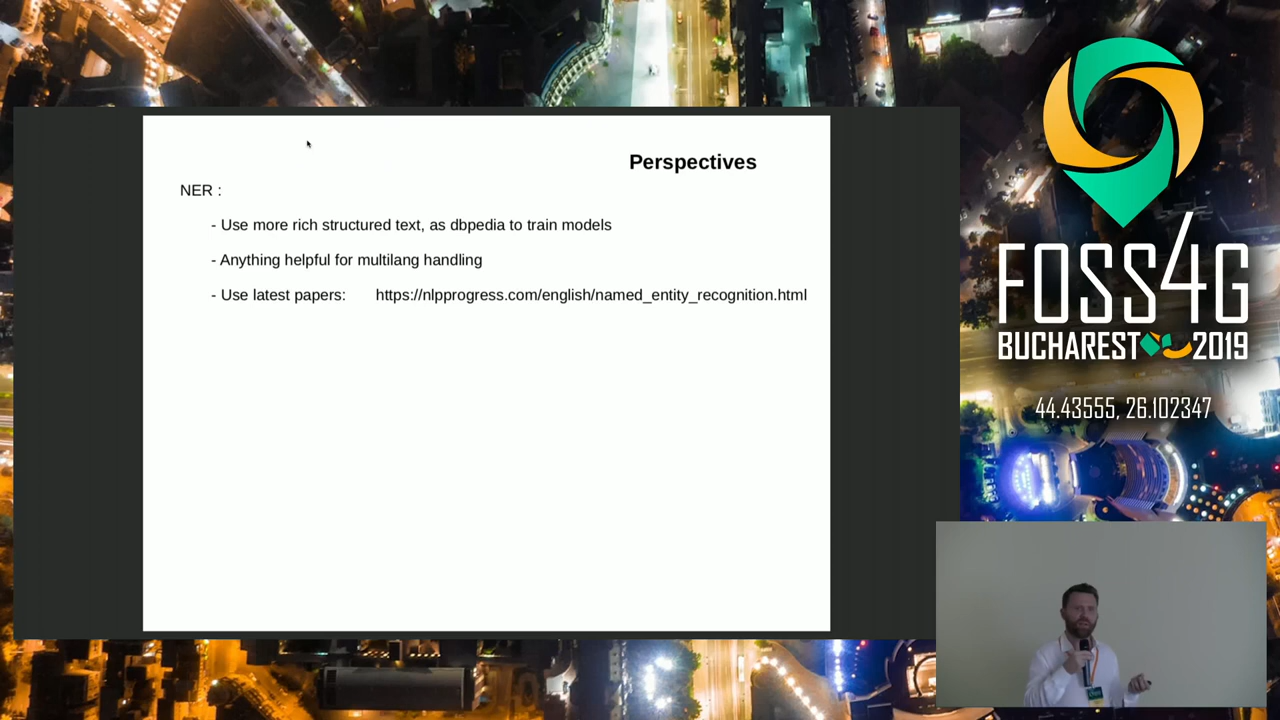 Perspectives
NER :
- Use more rich structured text, as dbpedia to train models
- Anything helpful for multilang handling
- Use latest papers: https://nlpprogress.com/english/named_entity_recognition.html
FOSS4G
BUCHAREST 2019
44.43555, 26.102347